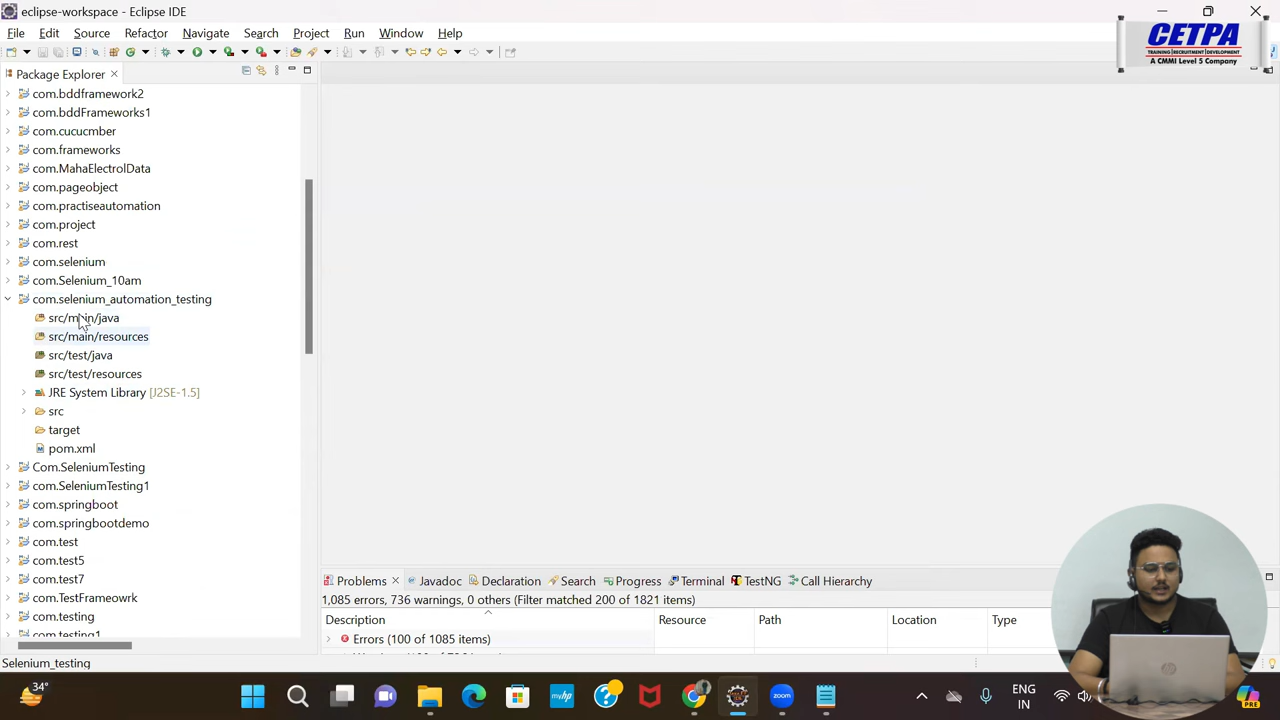 eclipse-workspace - Eclipse IDE
File Edit Source Refactor Navigate Search Project Run Window Help
CETPA
TRAINING|RECRUITMENT|DEVELOPMENT
A CMMI Level 5 Company
Package Explorer
com.bddframework2
com.bddFrameworks1
com.cucucmber
com.frameworks
com.MahaElectrolData
com.pageobject
com.practiseautomation
com.project
com.rest
com.selenium
com.Selenium_10am
com.selenium_automation_testing
src/main/java
src/main/resources
src/test/java
src/test/resources
JRE System Library [J2SE-1.5]
src
target
pom.xml
Com.SeleniumTesting
com.SeleniumTesting1
com.springboot
com.springbootdemo
com.test
com.test5
com.test7
com.TestFrameowrk
com.testing
com.testing1
Problems Javadoc Declaration Search Progress Terminal TestNG Call Hierarchy
1,085 errors, 736 warnings, 0 others (Filter matched 200 of 1821 items)
Description Resource Path Location Type
Errors (100 of 1085 items)
Selenium_testing
34°
myhp
ENG
IN
PRE